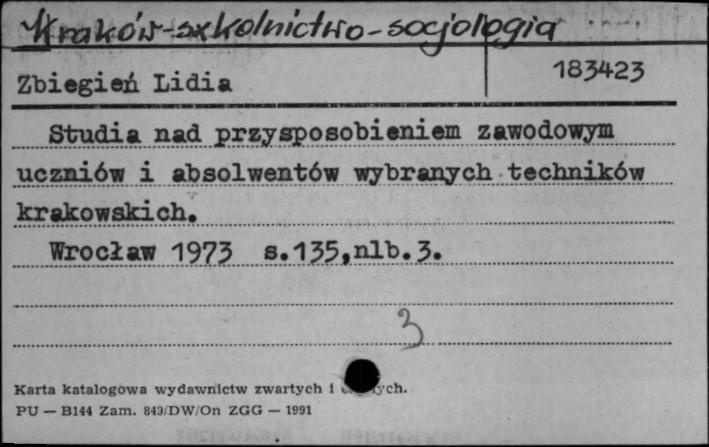 Kraków-szkolnictwo-socjologia
Zbiegień Lidia 183423
Studia nad przysposobieniem zawodowym
uczniów i absolwentów wybranych techników
krakowskich.
Wrocław 1973 s.135,nlb.3.
3
Karta katalogowa wydawnictw zwartych i
PU — B144 Zam. 849/DW/On ZGG — 1991